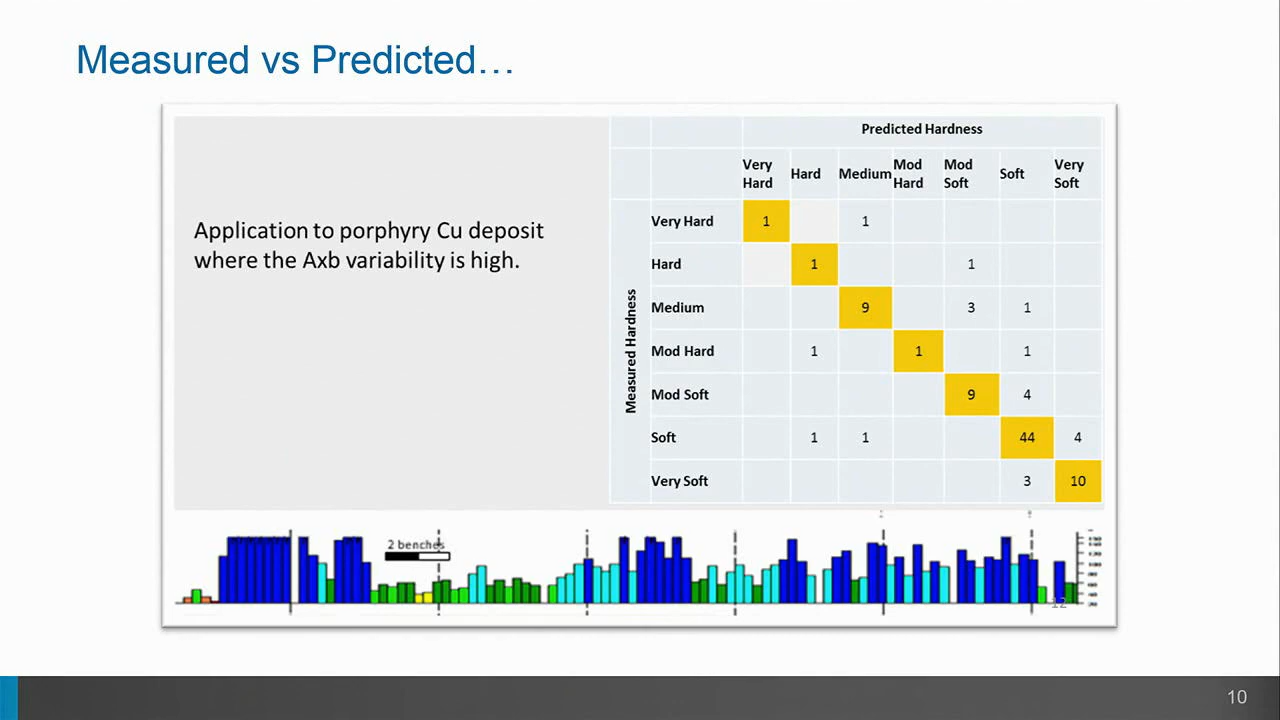 Measured vs Predicted…
Application to porphyry Cu deposit
where the Axb variability is high.
Predicted Hardness
Very Hard Hard Medium Mod Hard Mod Soft Soft Very Soft
Measured Hardness
Very Hard 1 1
Hard 1 1
Medium 9 3 1
Mod Hard 1 1 1
Mod Soft 9 4
Soft 1 1 44 4
Very Soft 3 10
2 benches
12
10